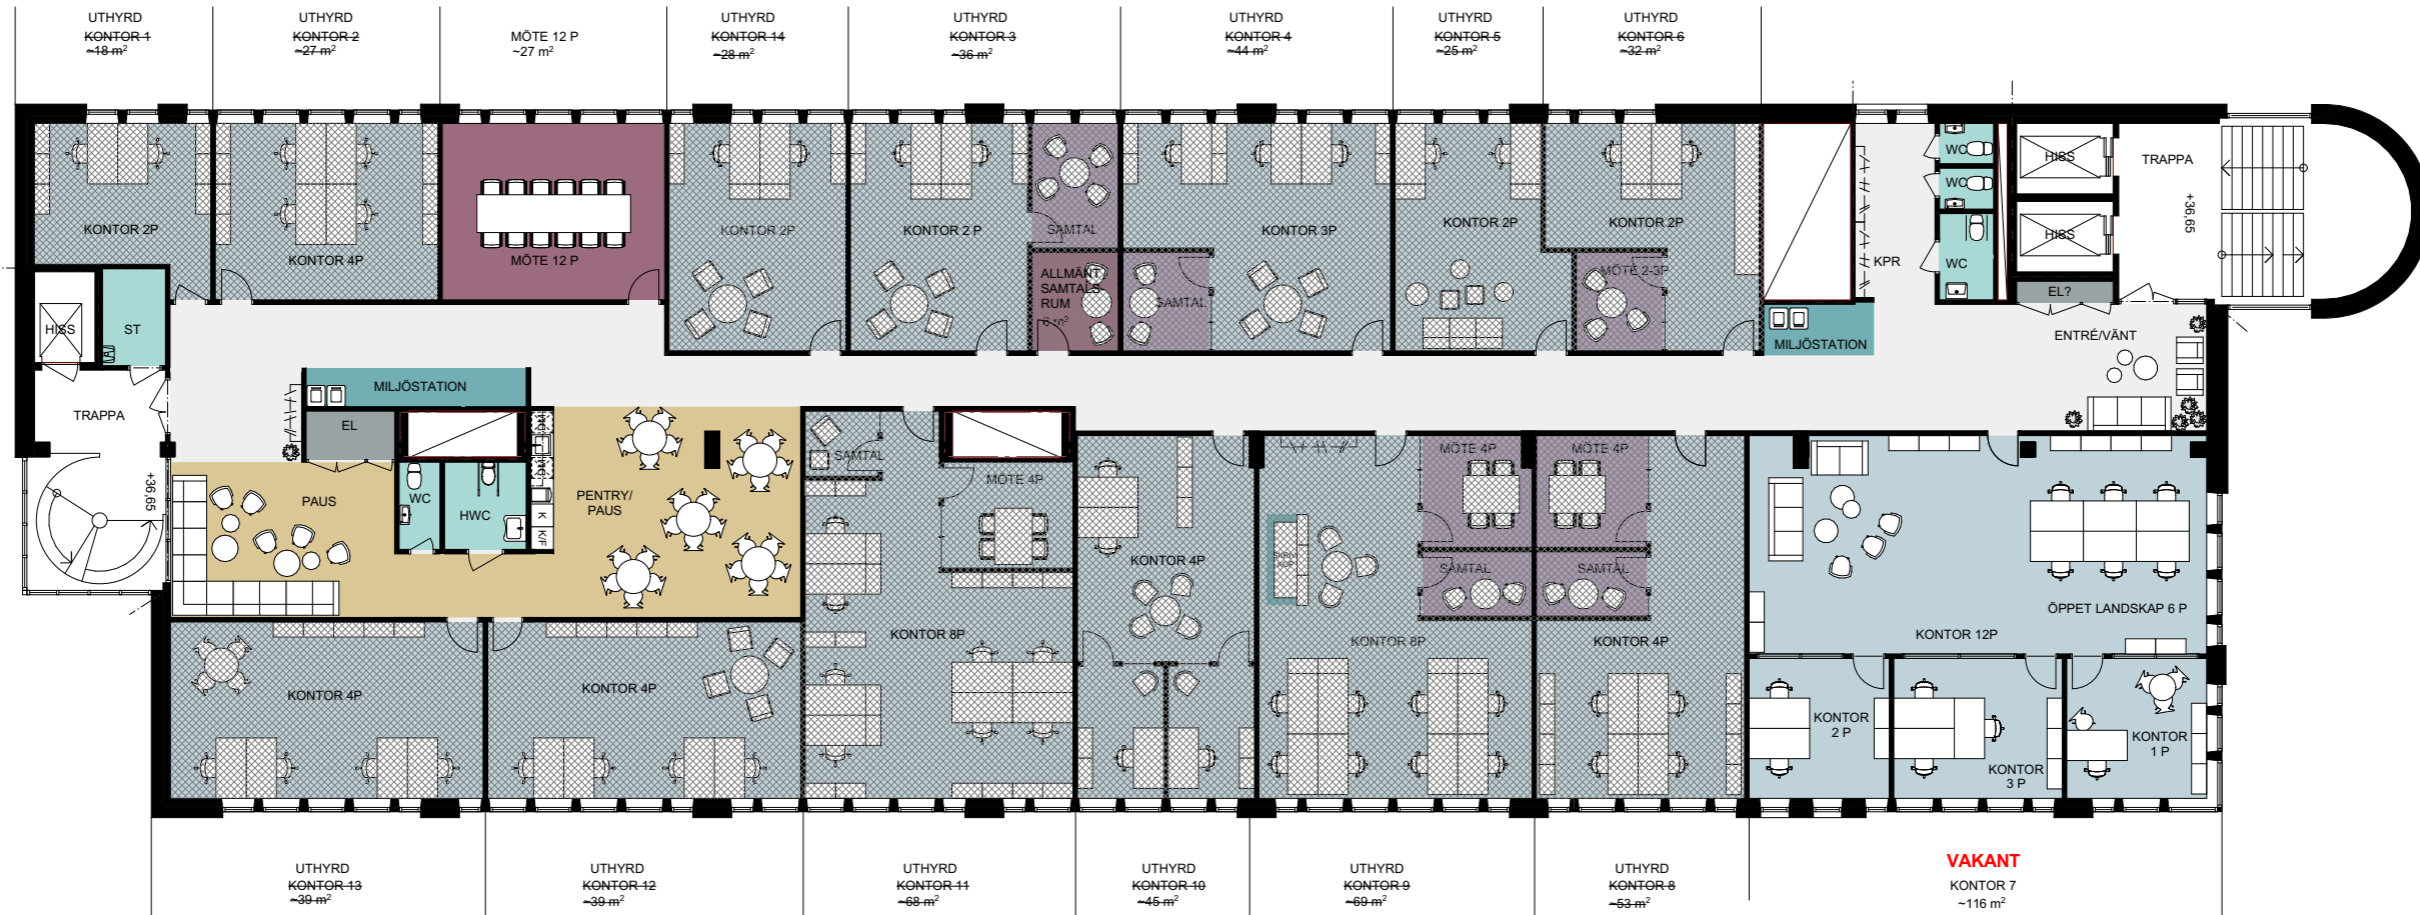 UTHYRD
KONTOR 1
~18 m²
UTHYRD
KONTOR 2
~27 m²
MÖTE 12 P
~27 m²
UTHYRD
KONTOR 14
~28 m²
UTHYRD
KONTOR 3
~36 m²
UTHYRD
KONTOR 4
~44 m²
UTHYRD
KONTOR 5
~25 m²
UTHYRD
KONTOR 6
~32 m²
KONTOR 2P
KONTOR 4P
MÖTE 12 P
KONTOR 2P
KONTOR 2 P
SAMTAL
ALLMÄNT
SAMTALS
RUM
SAMTAL
KONTOR 3P
KONTOR 2P
KONTOR 2P
MÖTE 2-3P
KPR
WC
WC
WC
HISS
HISS
EL?
TRAPPA
+36,65
HISS
ST
TRAPPA
+36,65
MILJÖSTATION
EL
MILJÖSTATION
ENTRÉ/VÄNT
PAUS
WC
HWC
K
K/F
PENTRY/
PAUS
SAMTAL
MÖTE 4P
KONTOR 8P
KONTOR 4P
MÖTE 4P
SAMTAL
KONTOR 8P
MÖTE 4P
SAMTAL
KONTOR 4P
ÖPPET LANDSKAP 6 P
KONTOR 12P
KONTOR
2 P
KONTOR
3 P
KONTOR
1 P
KONTOR 4P
KONTOR 4P
UTHYRD
KONTOR 13
~39 m²
UTHYRD
KONTOR 12
~39 m²
UTHYRD
KONTOR 11
~68 m²
UTHYRD
KONTOR 10
~45 m²
UTHYRD
KONTOR 9
~69 m²
UTHYRD
KONTOR 8
~53 m²
VAKANT
KONTOR 7
~116 m²